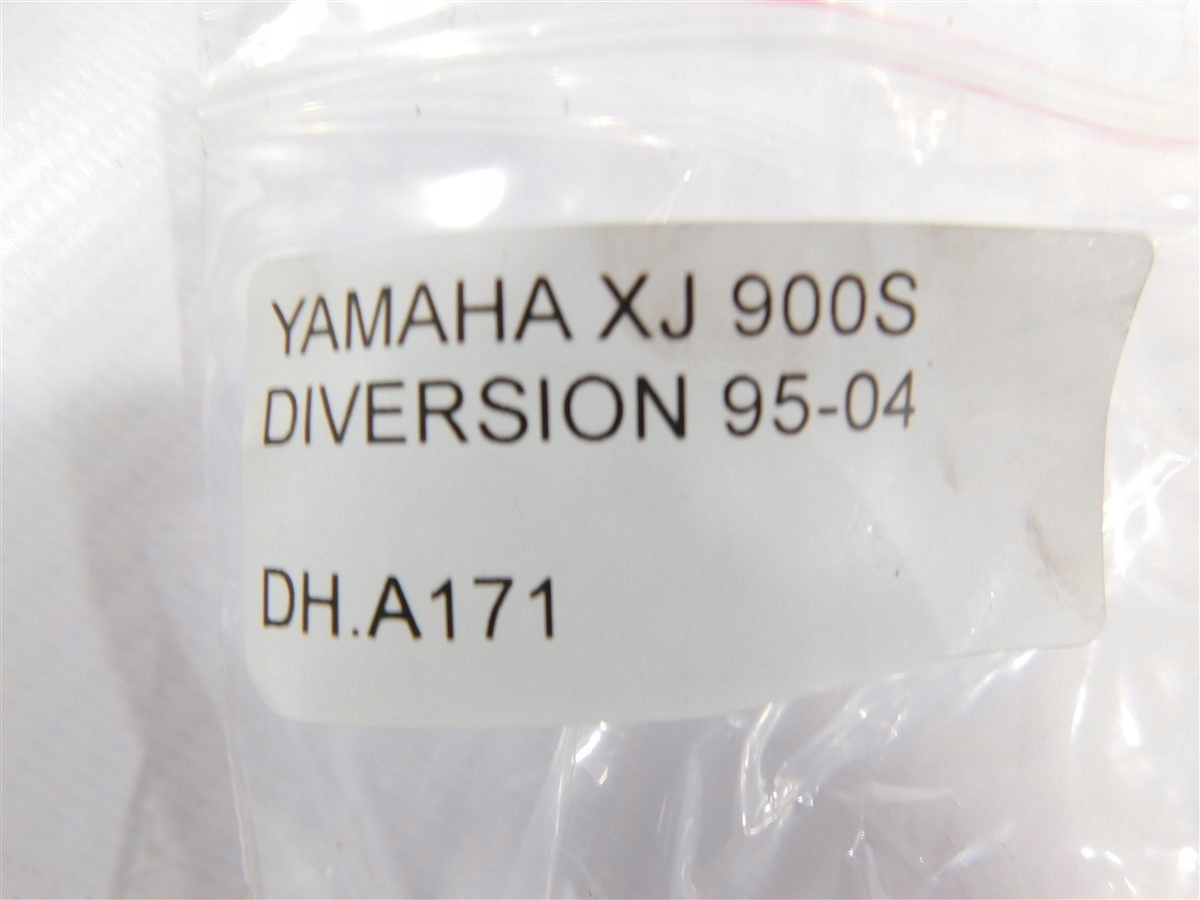 YAMAHA XJ 900S
DIVERSION 95-04
DH.A171